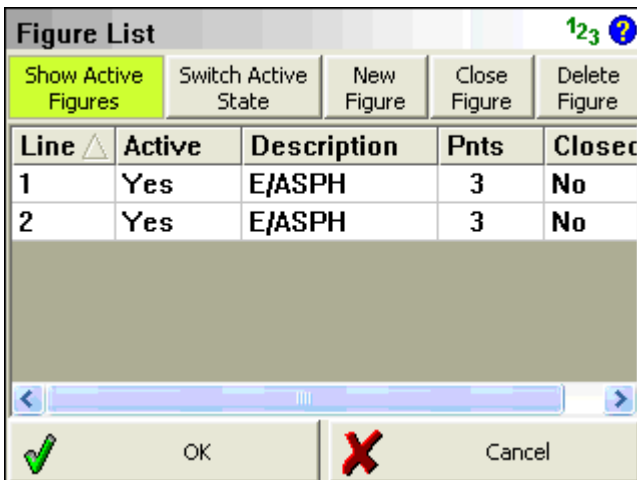 Figure List 123 ?
Show Active Figures Switch Active State New Figure Close Figure Delete Figure
Line Active Description Pnts Closed
1 Yes E/ASPH 3 No
2 Yes E/ASPH 3 No
OK Cancel